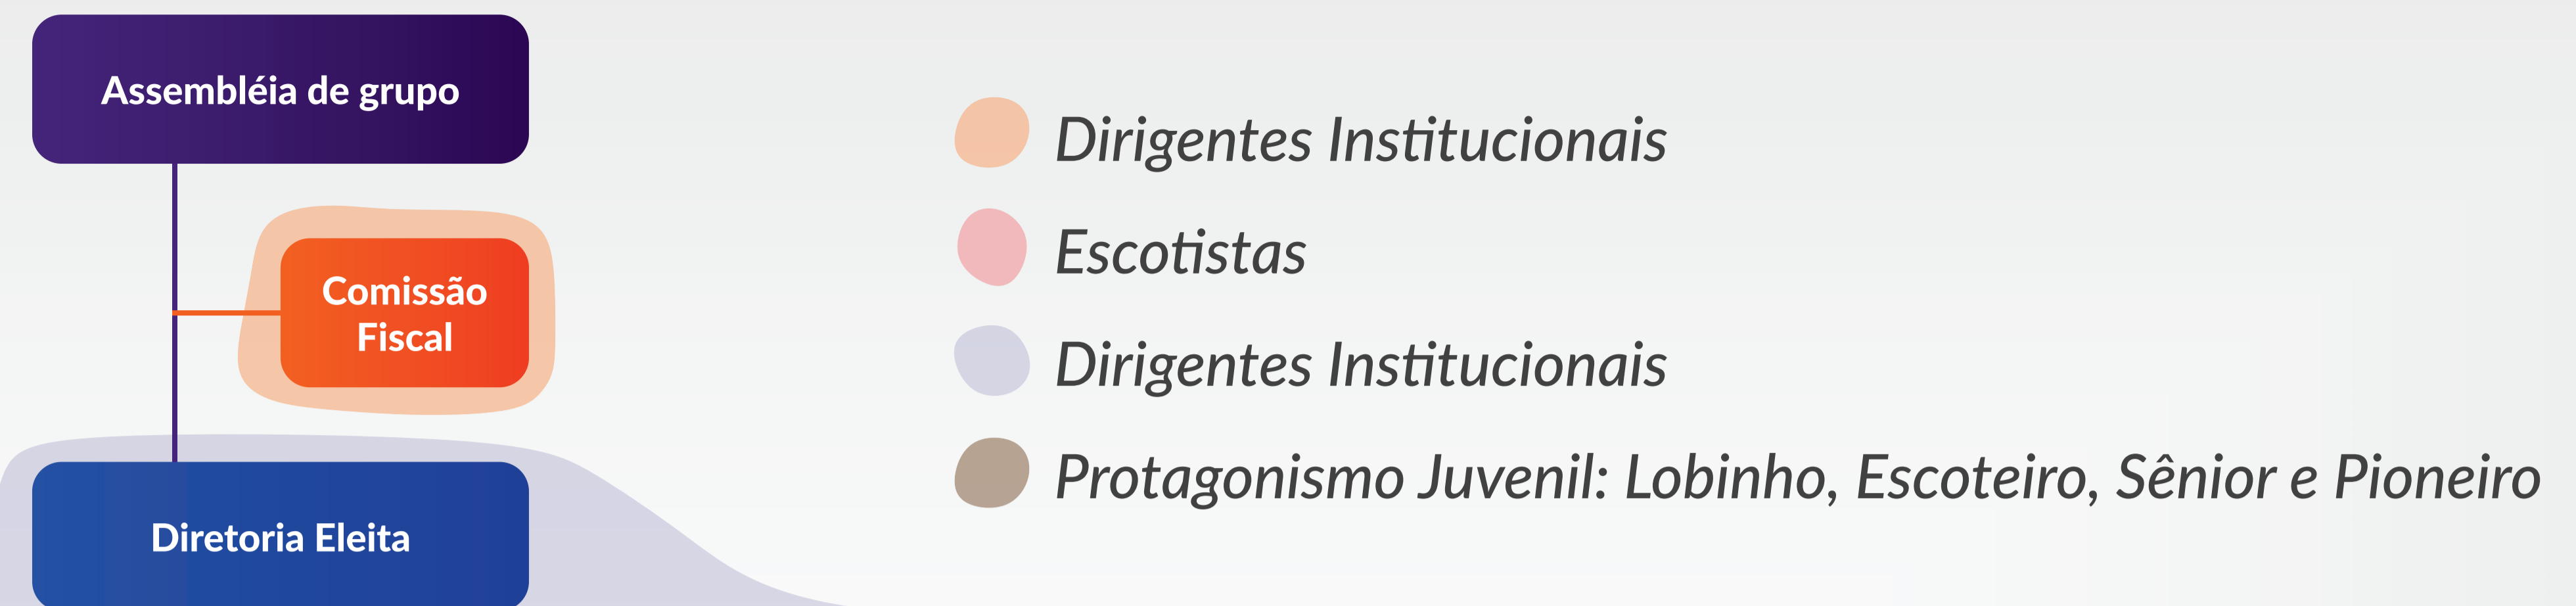 Assembléia de grupo
Comissão
Fiscal
Diretoria Eleita
Dirigentes Institucionais
Escotistas
Dirigentes Institucionais
Protagonismo Juvenil: Lobinho, Escoteiro, Sênior e Pioneiro